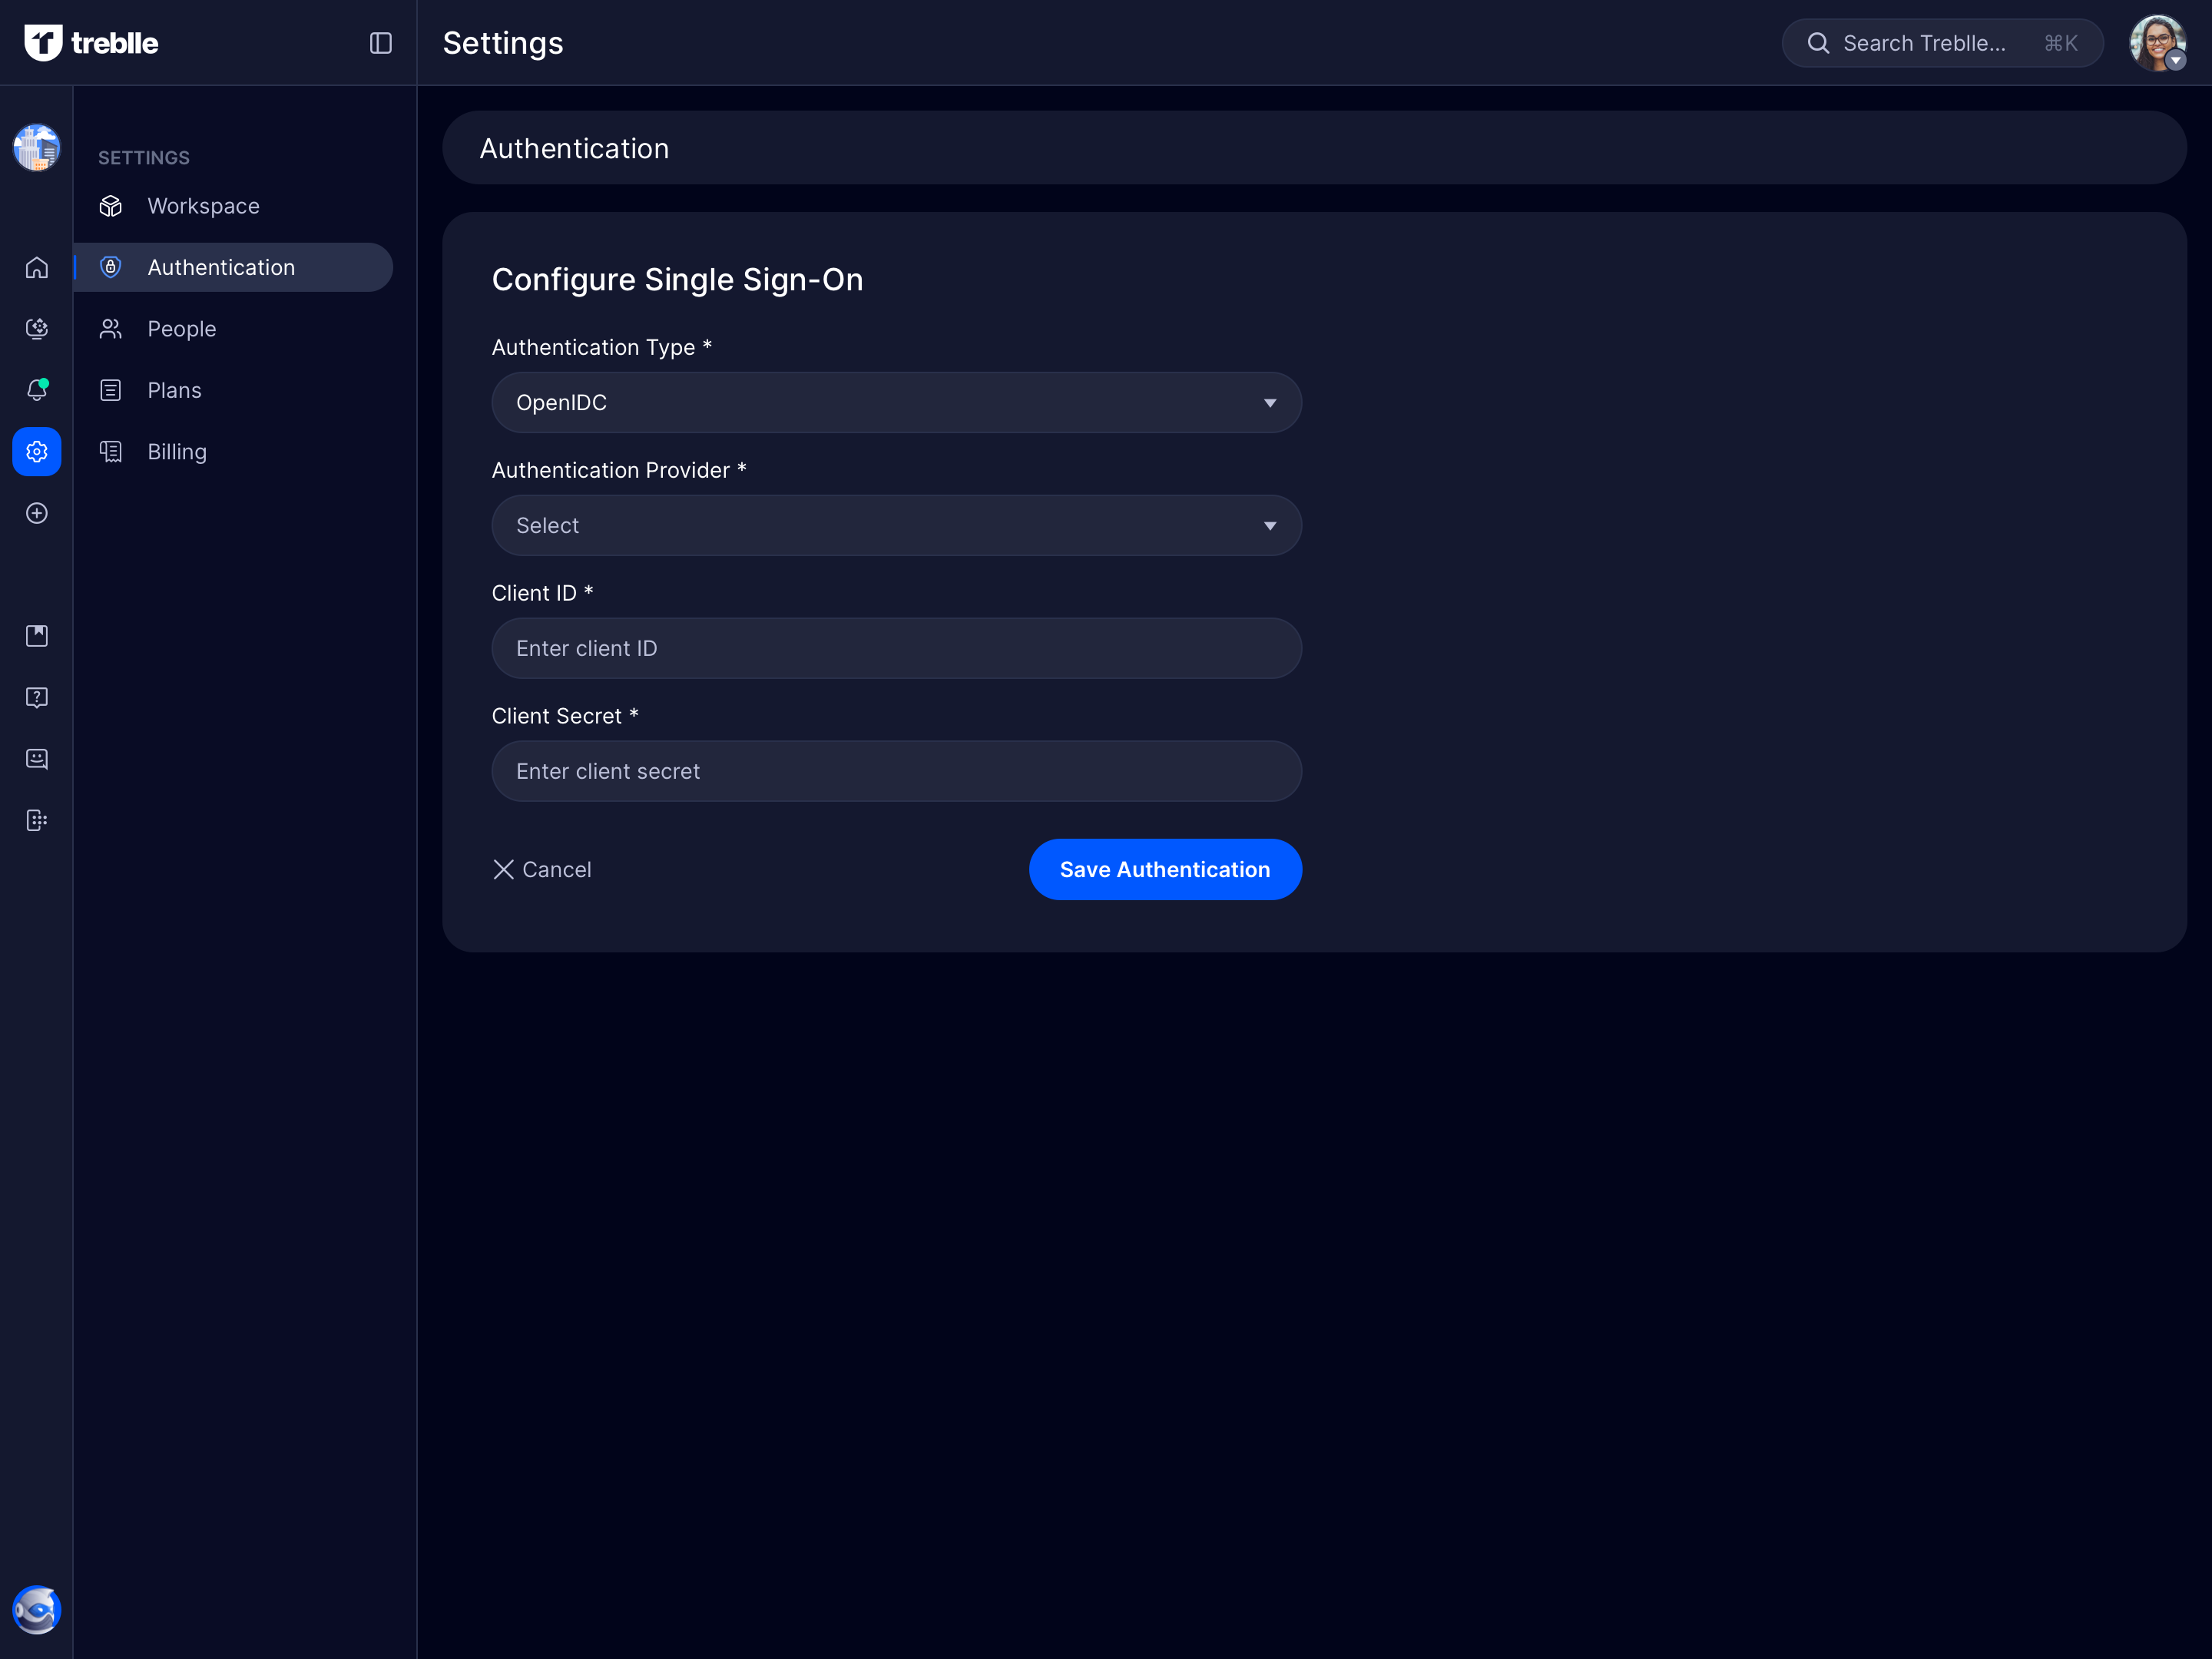 treblle
Settings
Search Treblle...
⌘K
SETTINGS
Workspace
Authentication
People
Plans
Billing
Authentication
Configure Single Sign-On
Authentication Type *
OpenIDC
Authentication Provider *
Select
Client ID *
Enter client ID
Client Secret *
Enter client secret
Cancel
Save Authentication